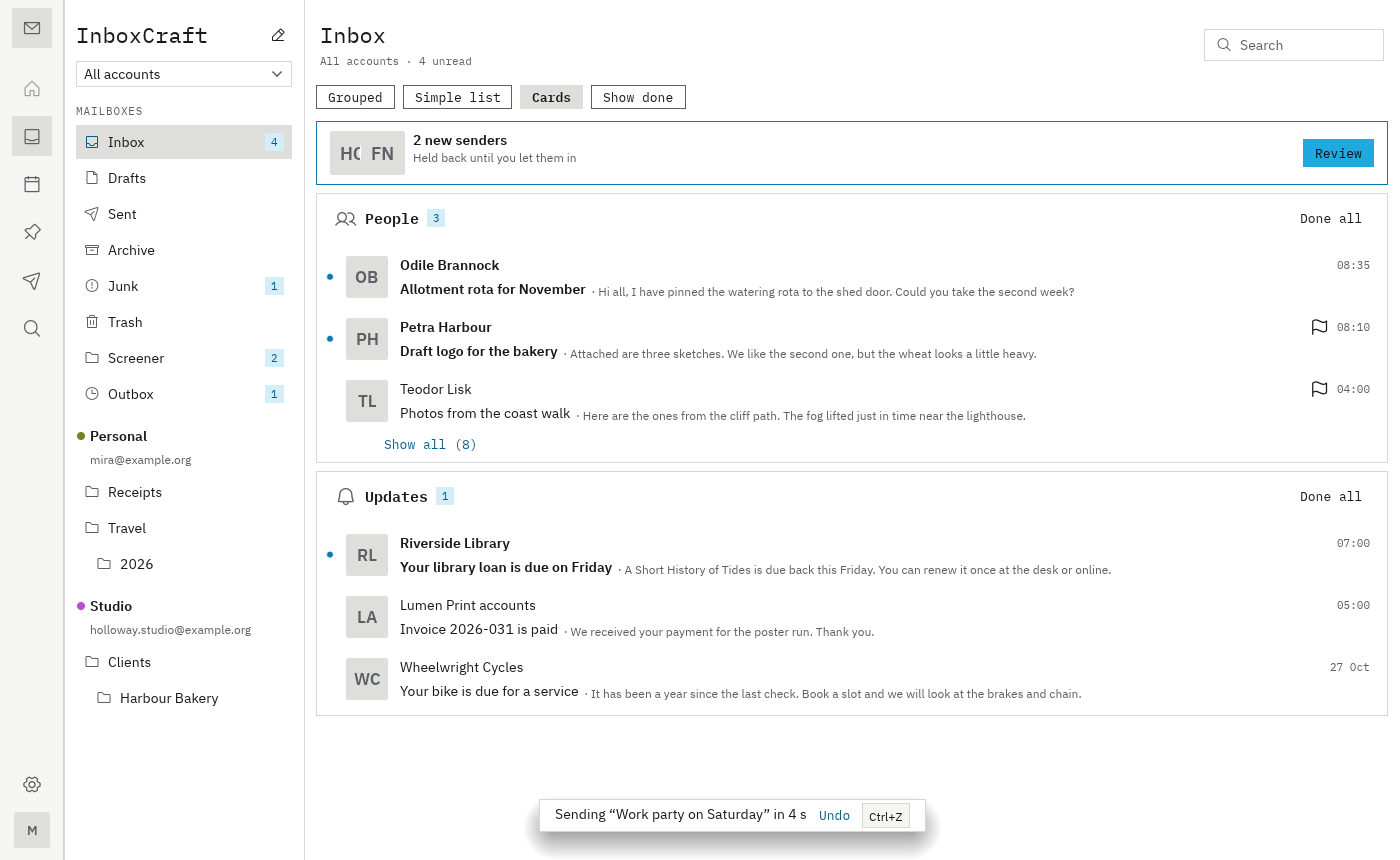 InboxCraft
All accounts
MAILBOXES
Inbox 4
Drafts
Sent
Archive
Junk 1
Trash
Screener 2
Outbox 1
Personal
mira@example.org
Receipts
Travel
2026
Studio
holloway.studio@example.org
Clients
Harbour Bakery
M
Inbox
All accounts · 4 unread
Search
Grouped Simple list Cards Show done
FN
2 new senders
Held back until you let them in
Review
People 3 Done all
OB
Odile Brannock 08:35
Allotment rota for November · Hi all, I have pinned the watering rota to the shed door. Could you take the second week?
PH
Petra Harbour 08:10
Draft logo for the bakery · Attached are three sketches. We like the second one, but the wheat looks a little heavy.
TL
Teodor Lisk 04:00
Photos from the coast walk · Here are the ones from the cliff path. The fog lifted just in time near the lighthouse.
Show all (8)
Updates 1 Done all
RL
Riverside Library 07:00
Your library loan is due on Friday · A Short History of Tides is due back this Friday. You can renew it once at the desk or online.
LA
Lumen Print accounts 05:00
Invoice 2026-031 is paid · We received your payment for the poster run. Thank you.
WC
Wheelwright Cycles 27 Oct
Your bike is due for a service · It has been a year since the last check. Book a slot and we will look at the brakes and chain.
Sending “Work party on Saturday” in 4 s Undo Ctrl+Z